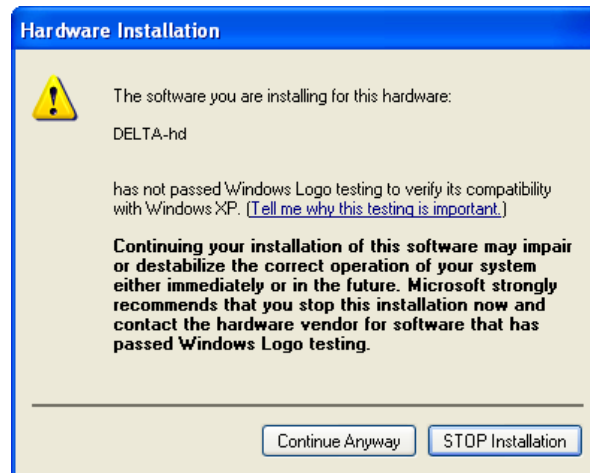 Hardware Installation
The software you are installing for this hardware:
DELTA-hd
has not passed Windows Logo testing to verify its compatibility
with Windows XP. (Tell me why this testing is important.)
Continuing your installation of this software may impair
or destabilize the correct operation of your system
either immediately or in the future. Microsoft strongly
recommends that you stop this installation now and
contact the hardware vendor for software that has
passed Windows Logo testing.
Continue Anyway
STOP Installation